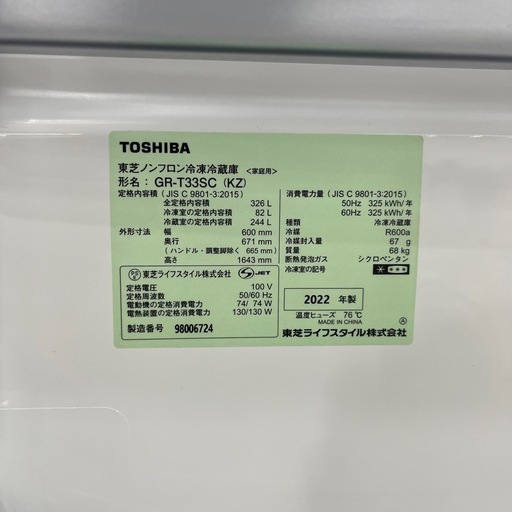 TOSHIBA
東芝ノンフロン冷凍冷蔵庫 <家庭用>
形名：GR-T33SC (KZ)
定格内容積 (JIS C 9801-3:2015)
全定格内容積 326 L
冷凍室の定格内容積 82 L
冷蔵室の定格内容積 244 L
外形寸法 幅 600 mm
奥行 671 mm
(ハンドル・調整脚除く 665 mm)
高さ 1643 mm
東芝ライフスタイル株式会社 S-JET
定格電圧 100 V
定格周波数 50/60 Hz
電動機の定格消費電力 74/ 74 W
電熱装置の定格消費電力 130/130 W
製造番号 98006724
消費電力量 (JIS C 9801-3:2015)
50Hz 325 kWh/年
60Hz 325 kWh/年
種類 冷凍冷蔵庫
冷媒 R600a
冷媒封入量 67 g
質量 68 kg
断熱発泡ガス シクロペンタン
冷凍室の記号
2022 年製
温度ヒューズ 76℃
MADE IN CHINA
東芝ライフスタイル株式会社
Ⓐ